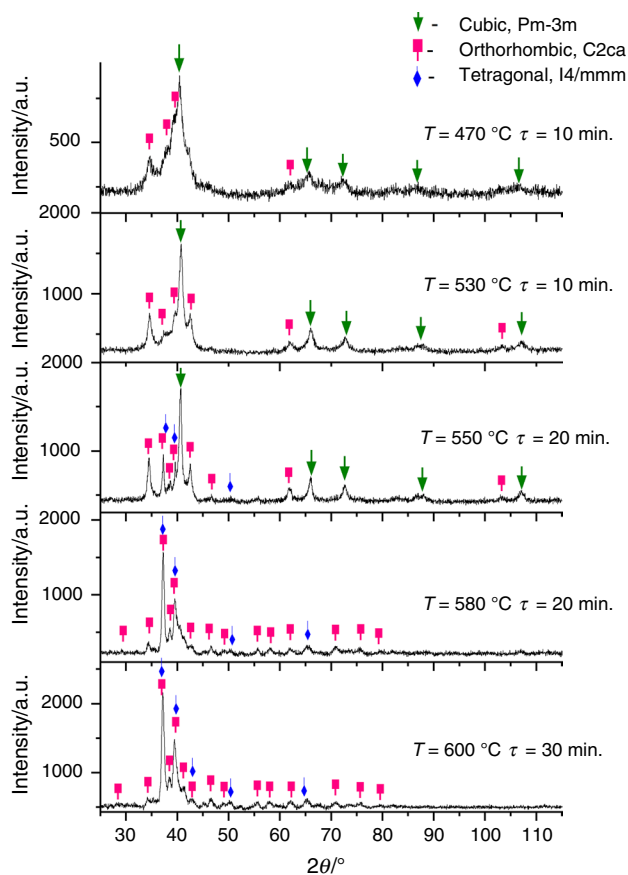 - Cubic, Pm-3m
- Orthorhombic, C2ca
- Tetragonal, I4/mmm
Intensity/a.u.
500
T = 470 °C τ = 10 min.
Intensity/a.u.
2000
1000
T = 530 °C τ = 10 min.
Intensity/a.u.
2000
1000
T = 550 °C τ = 20 min.
Intensity/a.u.
2000
1000
T = 580 °C τ = 20 min.
Intensity/a.u.
2000
1000
T = 600 °C τ = 30 min.
30 40 50 60 70 80 90 100 110
2θ/°